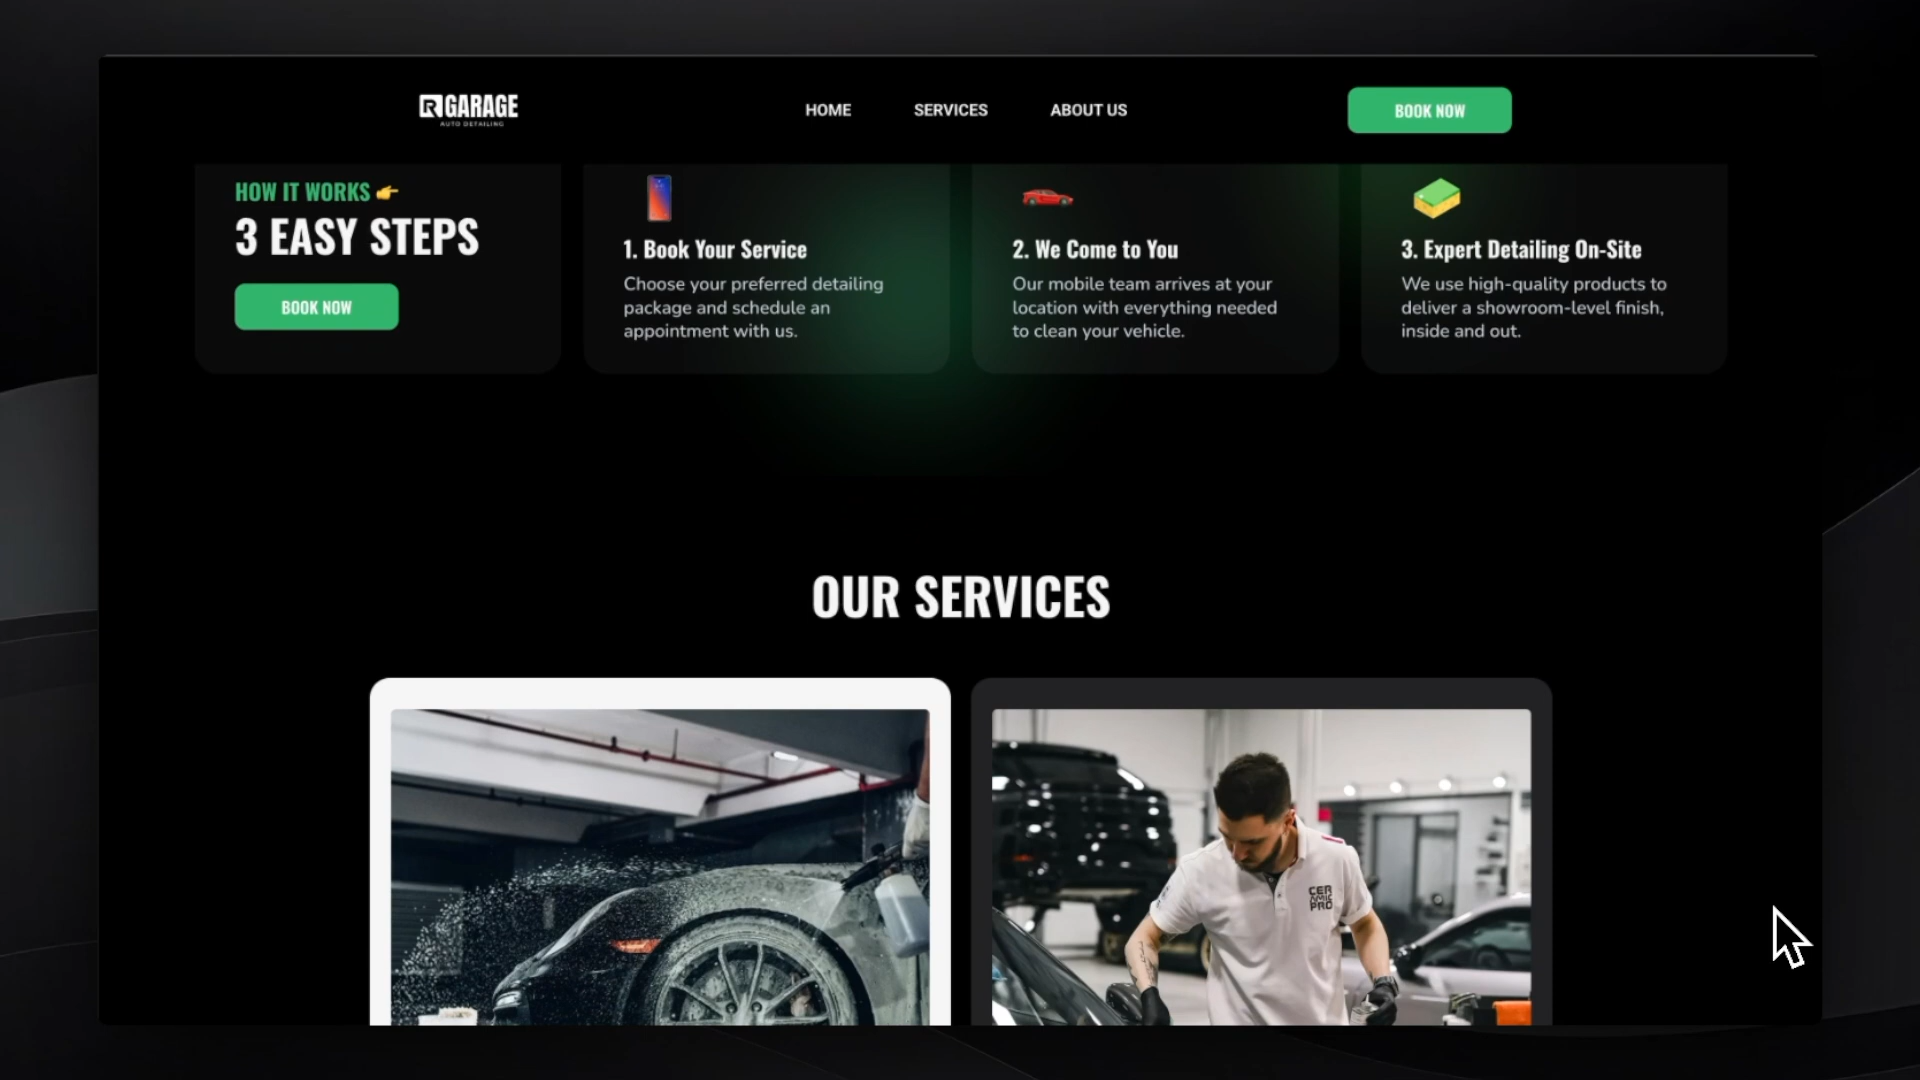 R GARAGE
AUTO DETAILING
HOME
SERVICES
ABOUT US
BOOK NOW
HOW IT WORKS 👉
3 EASY STEPS
BOOK NOW
1. Book Your Service
Choose your preferred detailing
package and schedule an
appointment with us.
2. We Come to You
Our mobile team arrives at your
location with everything needed
to clean your vehicle.
3. Expert Detailing On-Site
We use high-quality products to
deliver a showroom-level finish,
inside and out.
OUR SERVICES
CER
AMIC
PRO